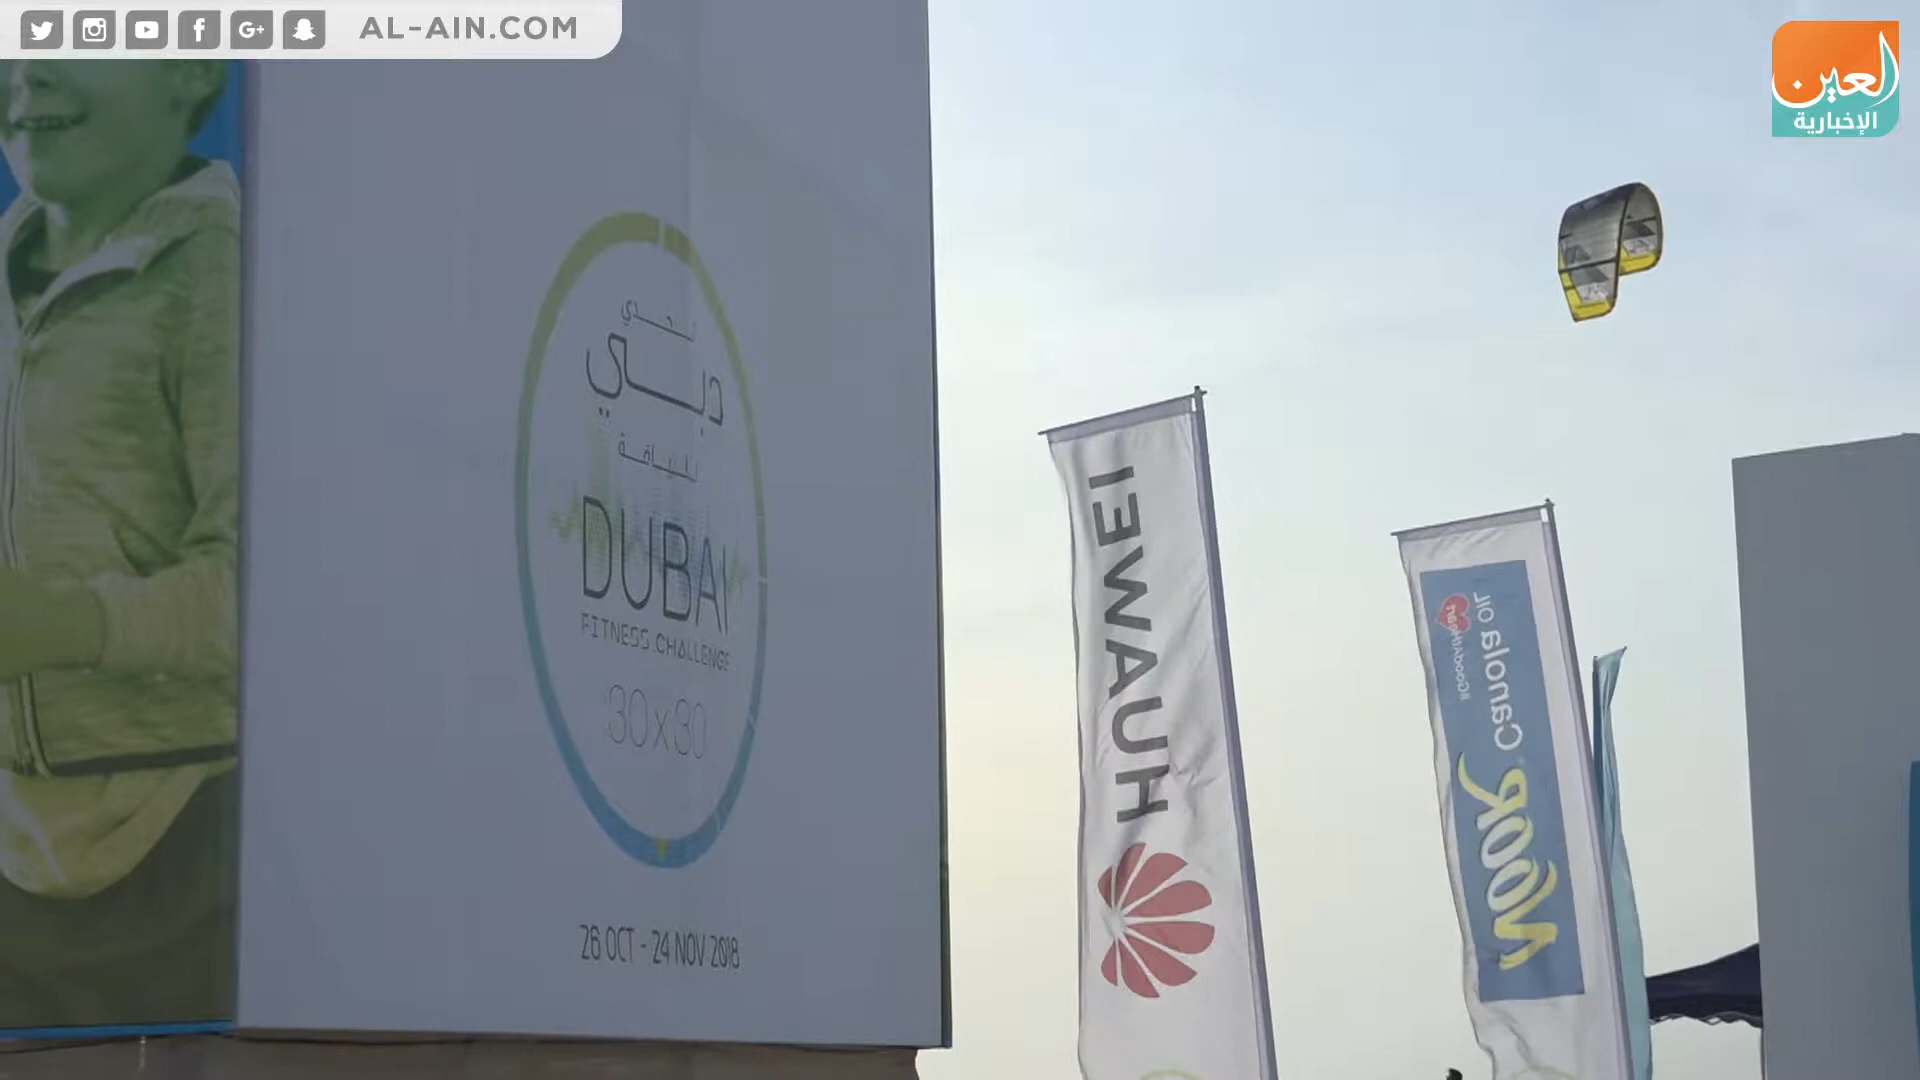 AL-AIN.COM
العين
الإخبارية
تحدي
دبي
للياقة
DUBAI
FITNESS CHALLENGE
30x30
26 OCT - 24 NOV 2018
HUAWEI
Noor Canola OIL
#GoodByHeart